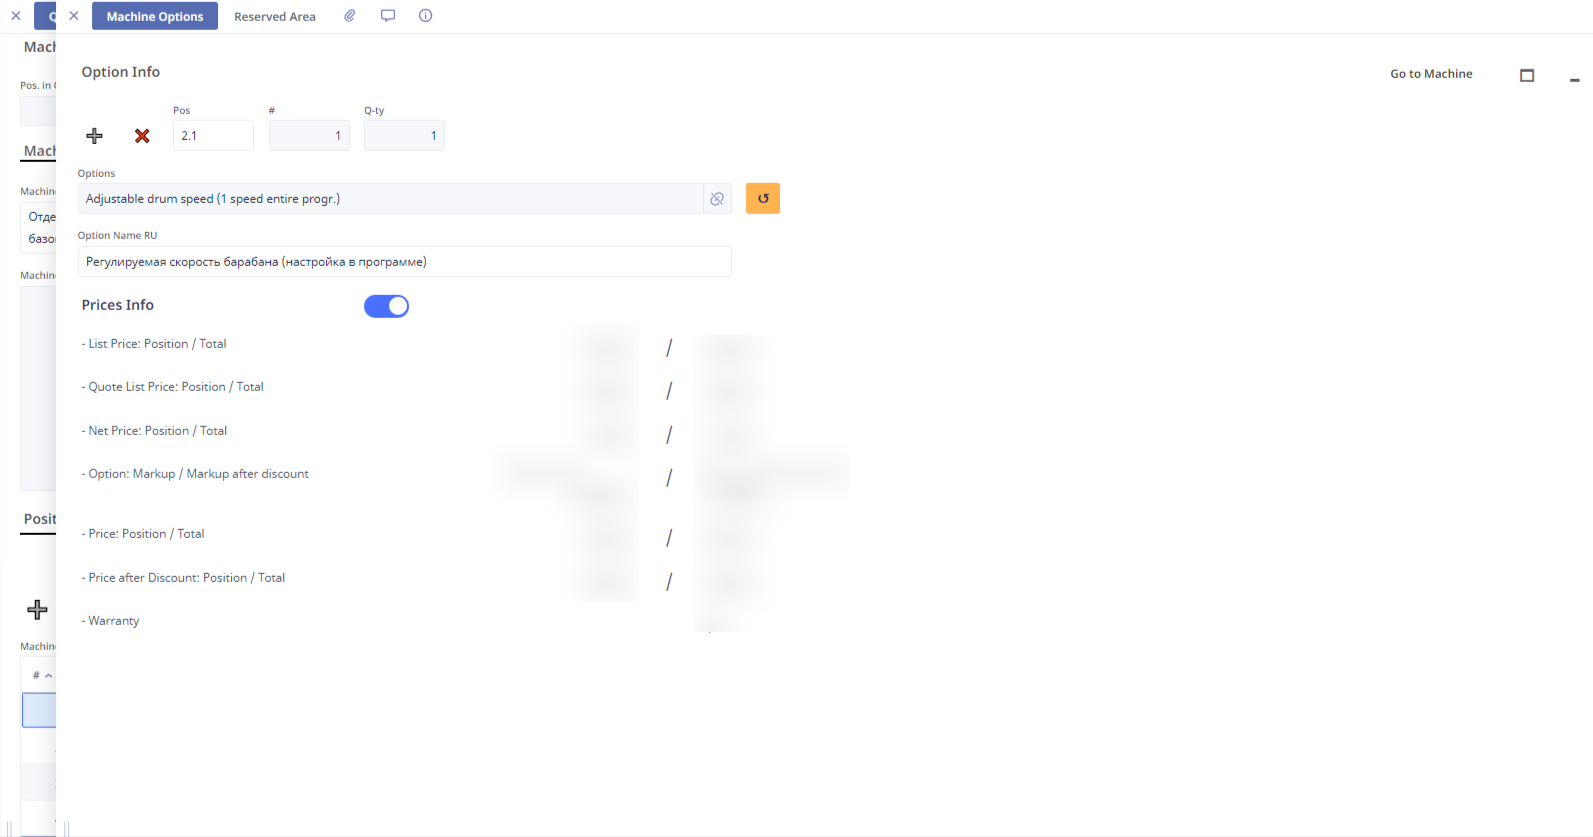 Machine Options
Reserved Area
Mach
Pos. in
Mach
Machine
Отде
базо
Machine
Posit
Machine
#
Option Info
Go to Machine
Pos
#
Q-ty
2.1
1
1
Options
Adjustable drum speed (1 speed entire progr.)
Option Name RU
Регулируемая скорость барабана (настройка в программе)
Prices Info
- List Price: Position / Total
/
- Quote List Price: Position / Total
/
- Net Price: Position / Total
/
- Option: Markup / Markup after discount
/
- Price: Position / Total
/
- Price after Discount: Position / Total
/
- Warranty